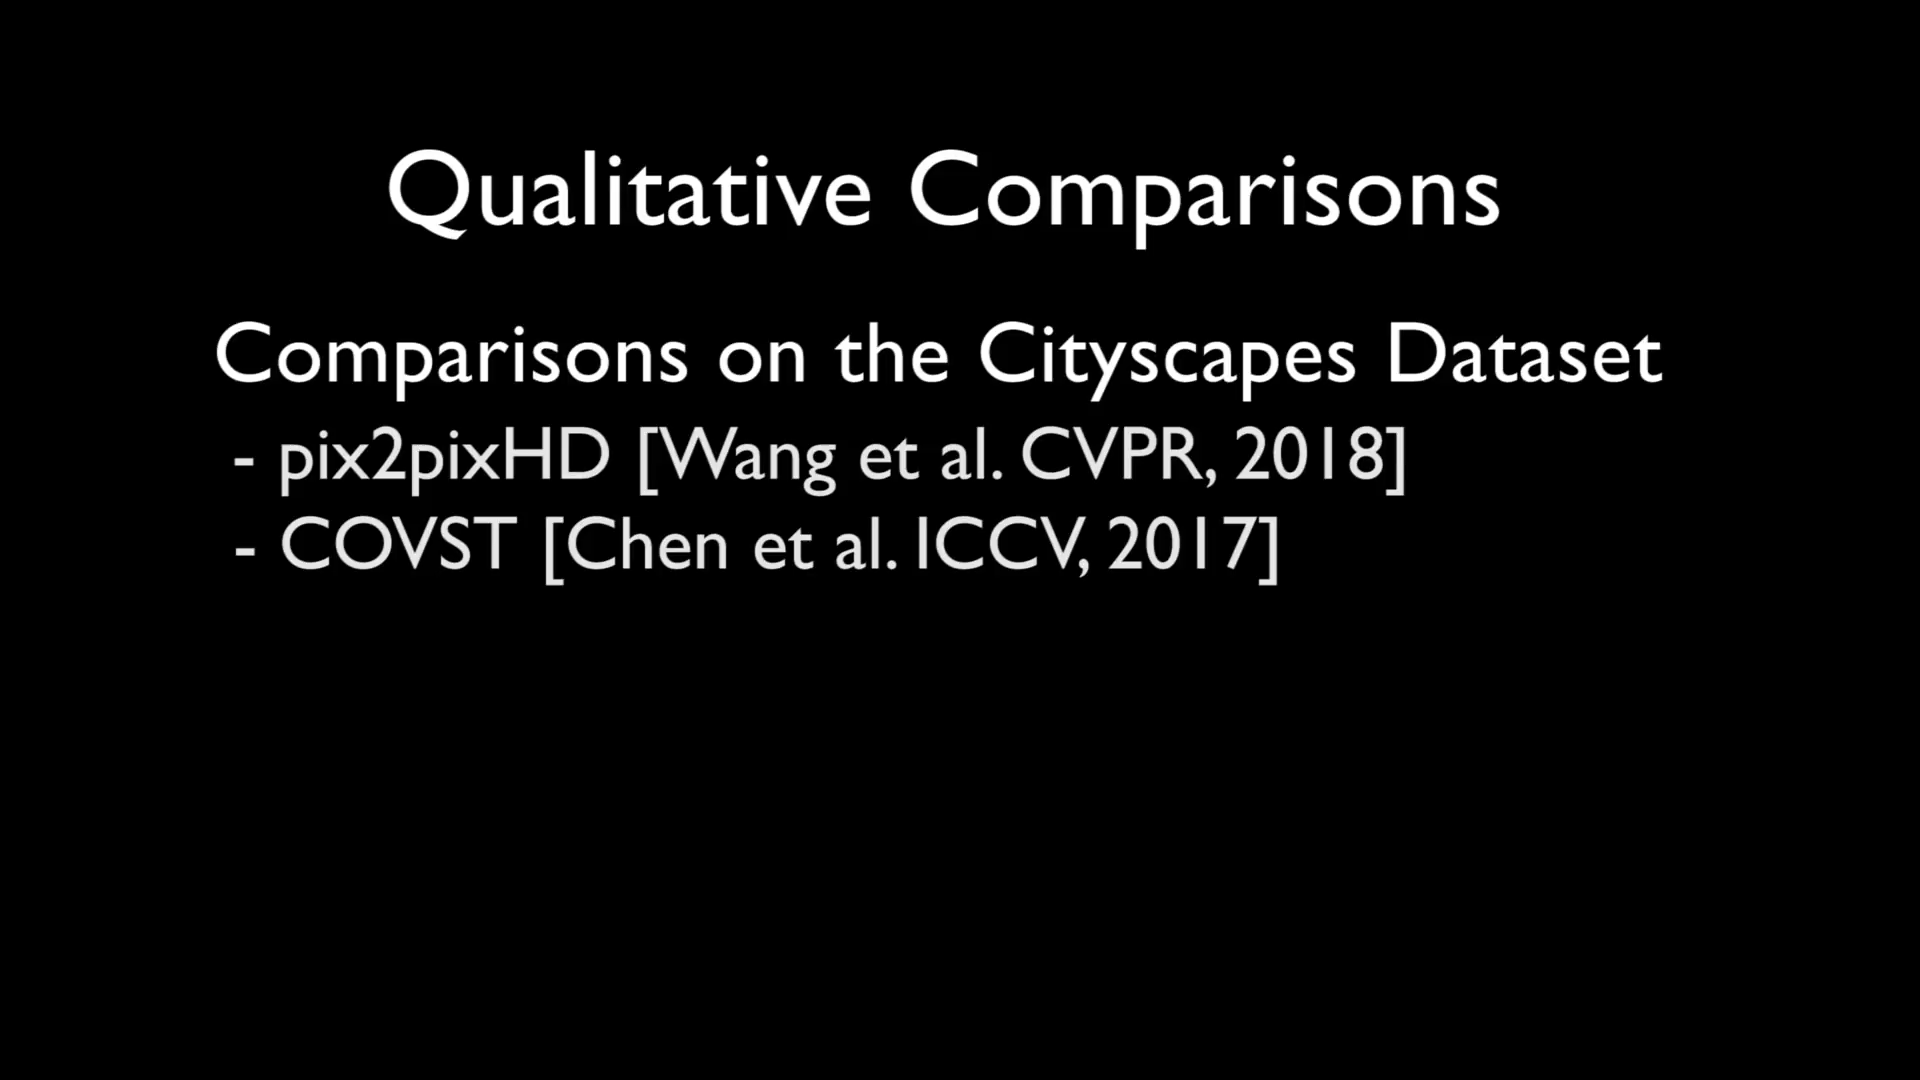 Qualitative Comparisons
Comparisons on the Cityscapes Dataset
- pix2pixHD [Wang et al. CVPR, 2018]
- COVST [Chen et al. ICCV, 2017]